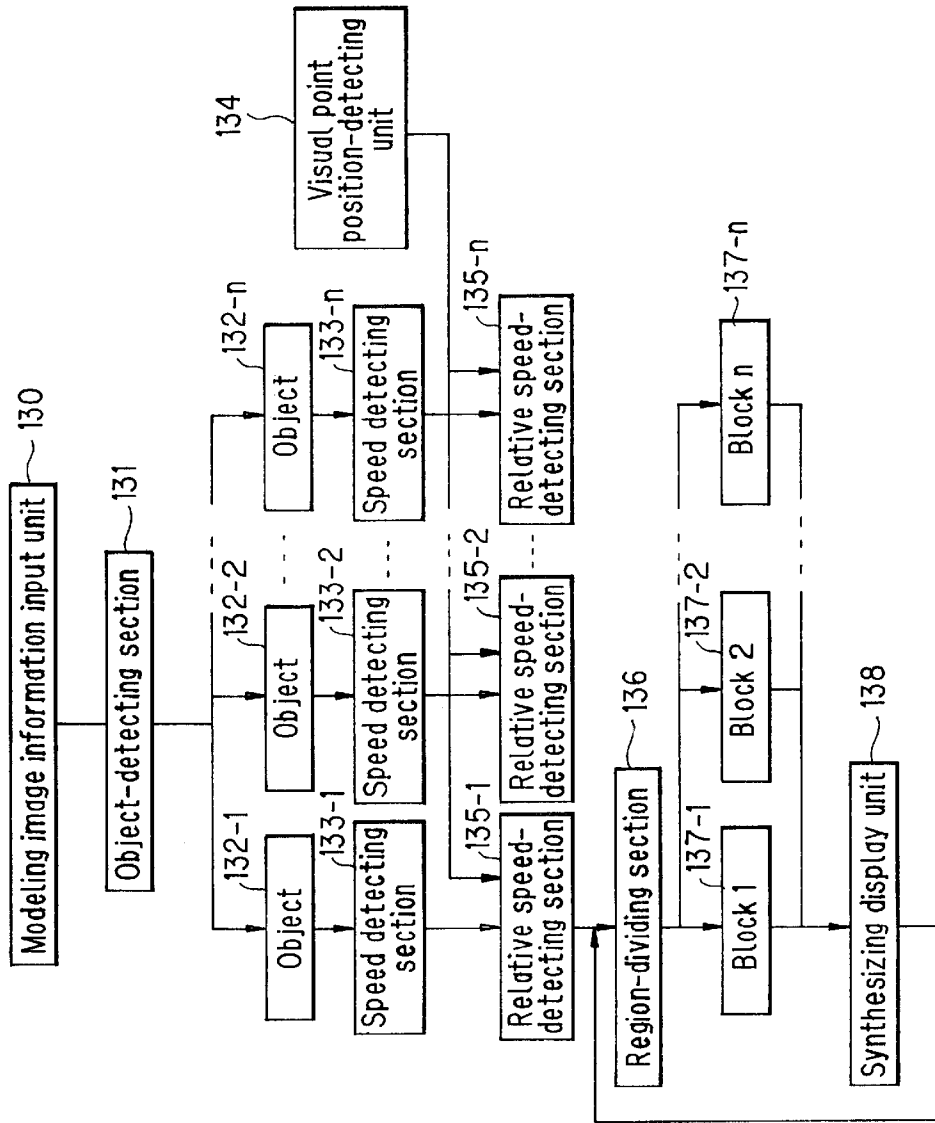 Modeling image information input unit
130
Object-detecting section
131
132-1
Object
132-2
Object
132-n
Object
133-1
Speed detecting
section
133-2
Speed detecting
section
133-n
Speed detecting
section
134
Visual point
position-detecting
unit
135-1
Relative speed-
detecting section
135-2
Relative speed-
detecting section
135-n
Relative speed-
detecting section
136
Region-dividing section
137-1
Block 1
137-2
Block 2
137-n
Block n
138
Synthesizing display unit